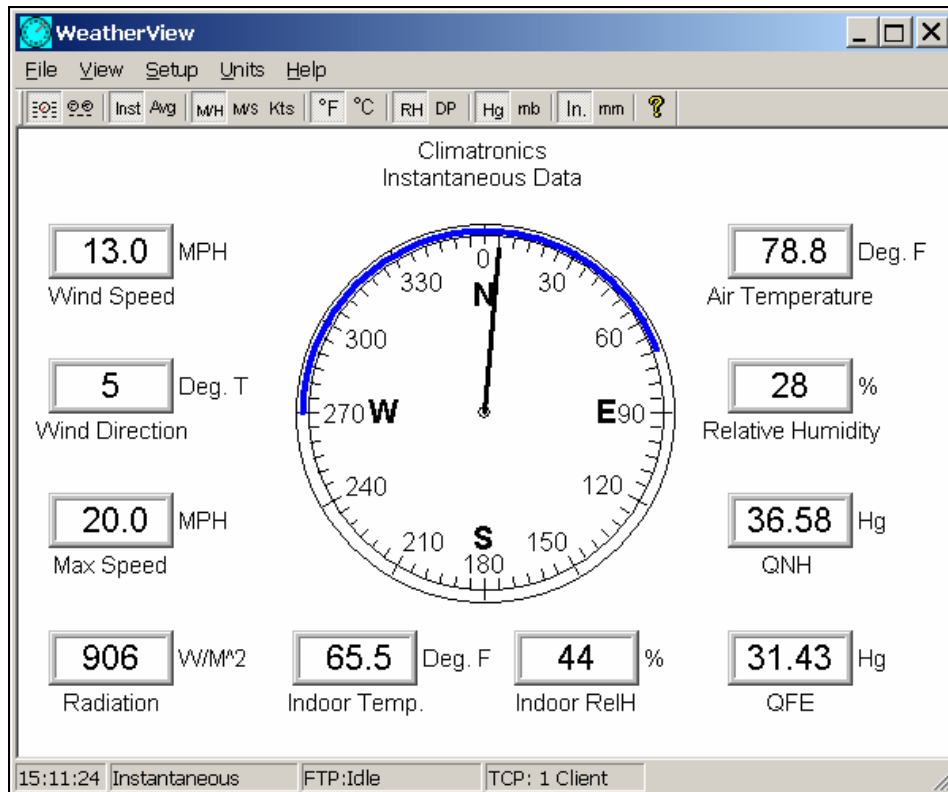 WeatherView
File View Setup Units Help
Inst Avg M/H M/S Kts °F °C RH DP Hg mb In. mm ?
Climatronics
Instantaneous Data
13.0 MPH
Wind Speed
5 Deg. T
Wind Direction
20.0 MPH
Max Speed
906 W/M^2
Radiation
0
30
60
E 90
120
150
S
180
210
240
270 W
300
330
N
65.5 Deg. F
Indoor Temp.
44 %
Indoor RelH
78.8 Deg. F
Air Temperature
28 %
Relative Humidity
36.58 Hg
QNH
31.43 Hg
QFE
15:11:24 Instantaneous FTP:Idle TCP: 1 Client